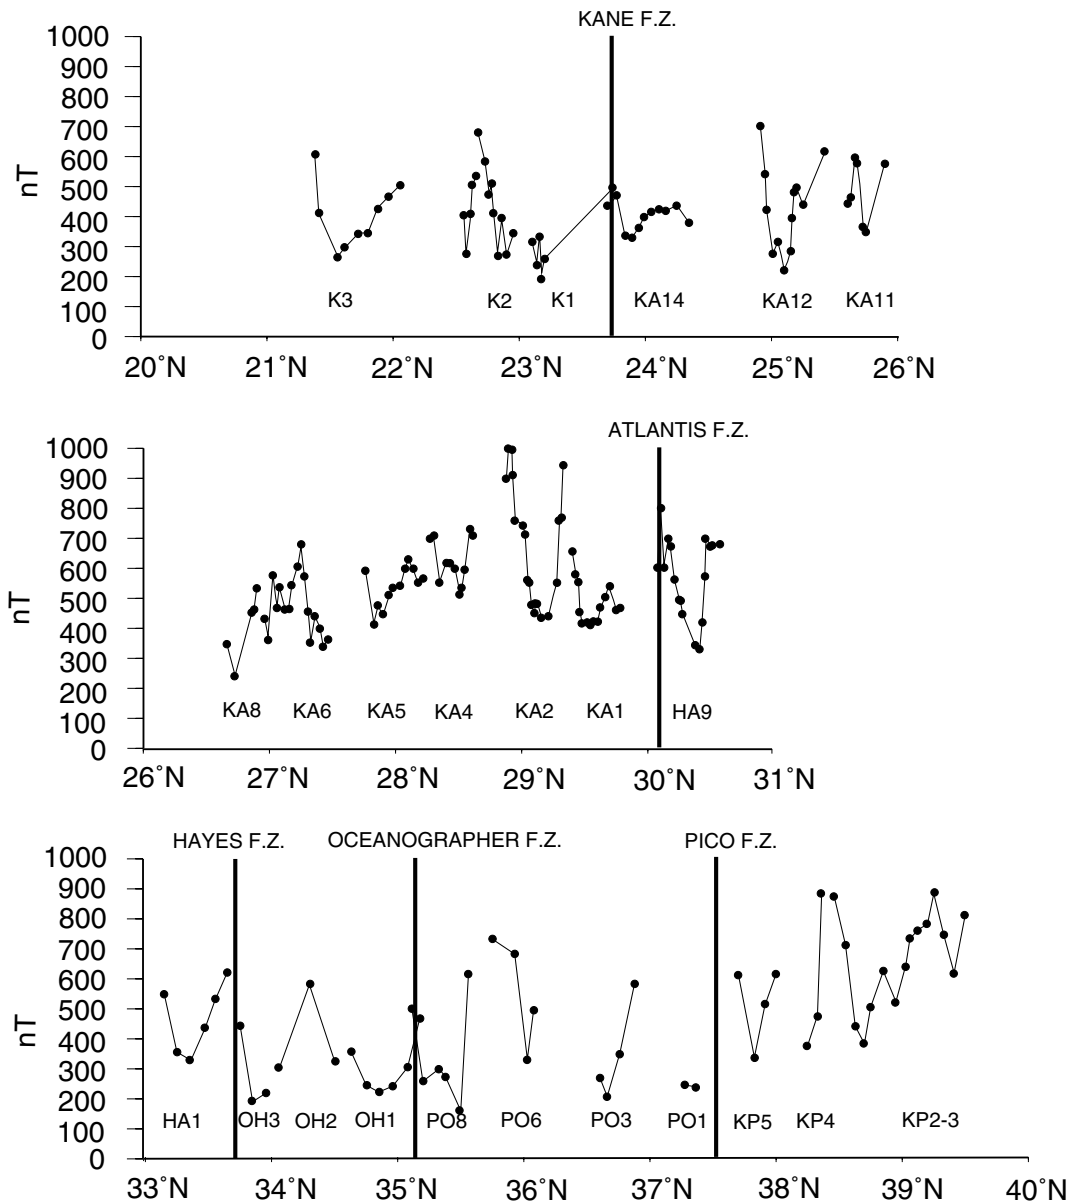 KANE F.Z.
1000
900
800
700
600
500
400
300
200
100
0
nT
K3 K2 K1 KA14 KA12 KA11
20˚N 21˚N 22˚N 23˚N 24˚N 25˚N 26˚N
ATLANTIS F.Z.
1000
900
800
700
600
500
400
300
200
100
0
nT
KA8 KA6 KA5 KA4 KA2 KA1 HA9
26˚N 27˚N 28˚N 29˚N 30˚N 31˚N
HAYES F.Z. OCEANOGRAPHER F.Z. PICO F.Z.
1000
900
800
700
600
500
400
300
200
100
0
nT
HA1 OH3 OH2 OH1 PO8 PO6 PO3 PO1 KP5 KP4 KP2-3
33˚N 34˚N 35˚N 36˚N 37˚N 38˚N 39˚N 40˚N